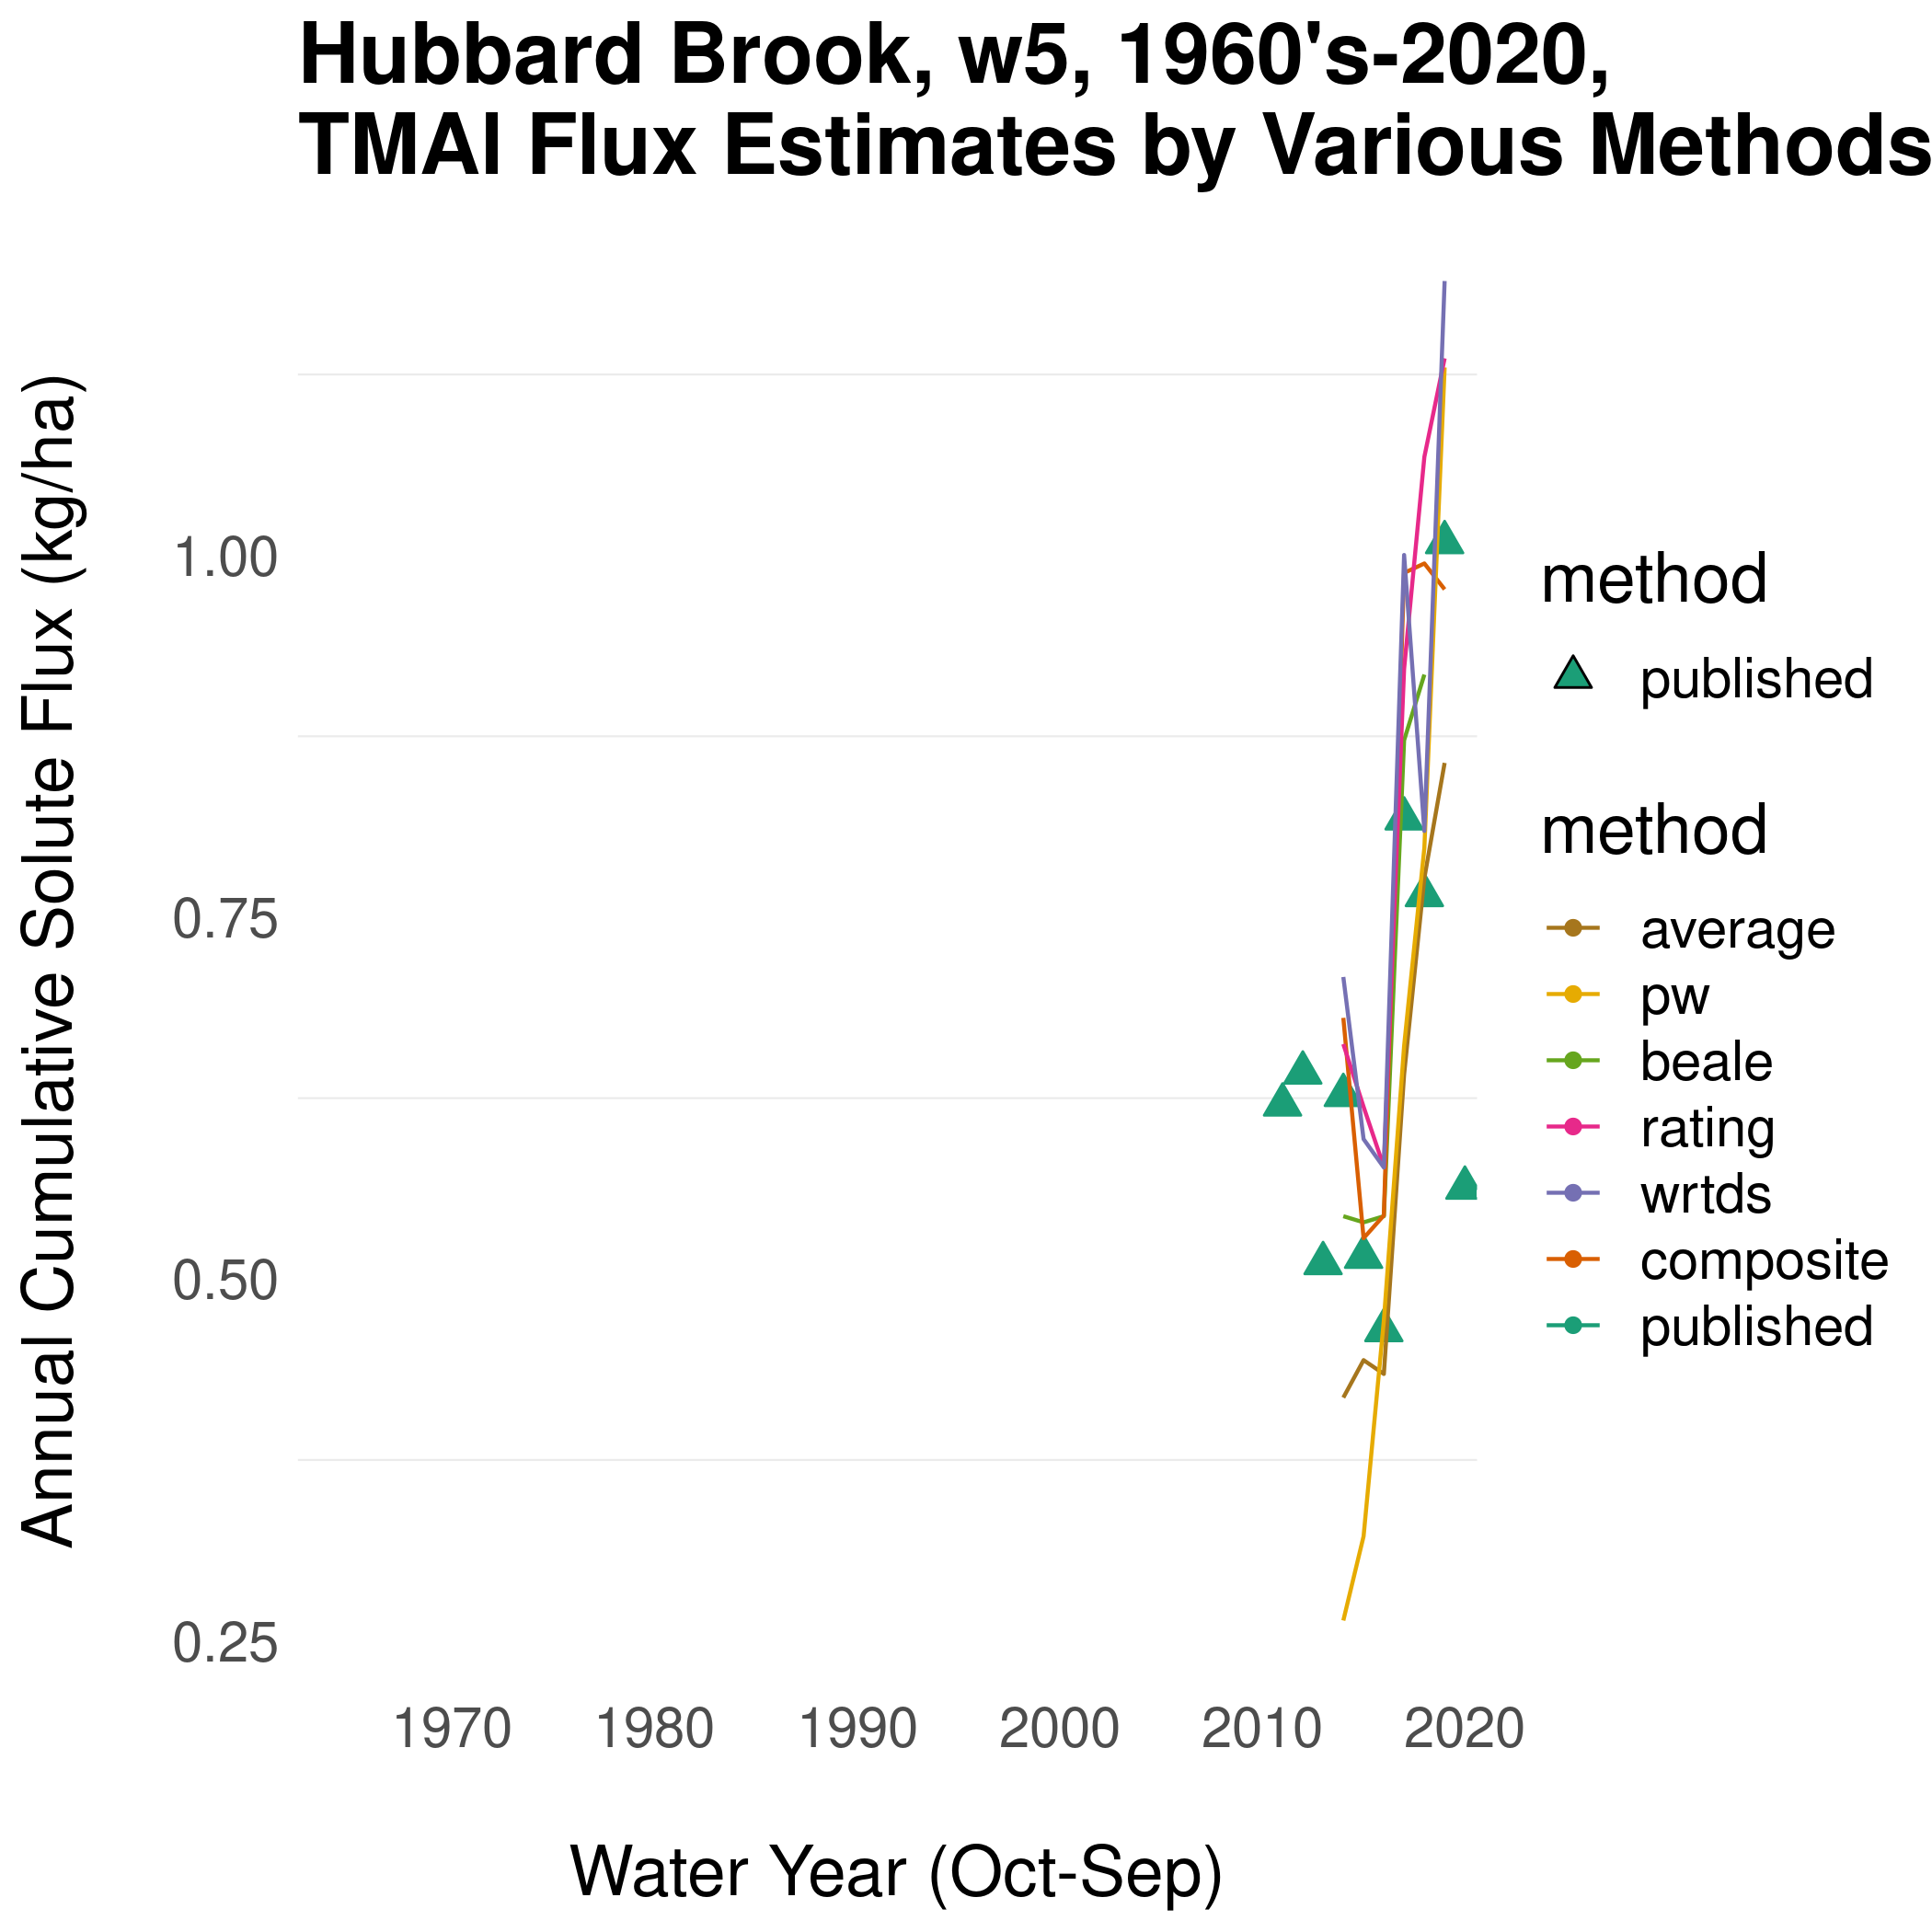 Hubbard Brook, w5, 1960's-2020,
TMAl Flux Estimates by Various Methods
Annual Cumulative Solute Flux (kg/ha)
1.00
0.75
0.50
0.25
1970 1980 1990 2000 2010 2020
Water Year (Oct-Sep)
method
published
method
average
pw
beale
rating
wrtds
composite
published